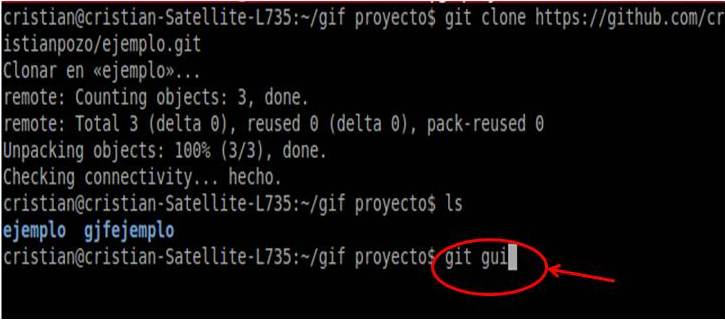 cristian@cristian-Satellite-L735:~/gif proyecto$ git clone https://github.com/cr
istianpozo/ejemplo.git
Clonar en «ejemplo»...
remote: Counting objects: 3, done.
remote: Total 3 (delta 0), reused 0 (delta 0), pack-reused 0
Unpacking objects: 100% (3/3), done.
Checking connectivity... hecho.
cristian@cristian-Satellite-L735:~/gif proyecto$ ls
ejemplo  gjfejemplo
cristian@cristian-Satellite-L735:~/gif proyecto$ git gui